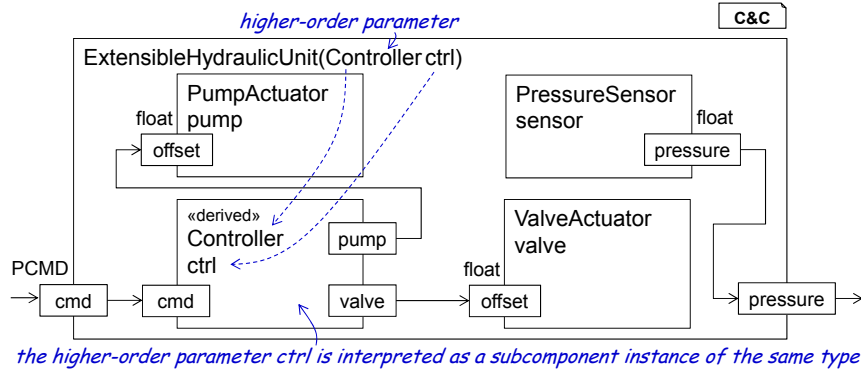 higher-order parameter
C&C
ExtensibleHydraulicUnit(Controller ctrl)
PumpActuator
pump
float
offset
PressureSensor
sensor
float
pressure
«derived»
Controller
ctrl
pump
cmd
valve
ValveActuator
valve
float
offset
PCMD
cmd
pressure
the higher-order parameter ctrl is interpreted as a subcomponent instance of the same type